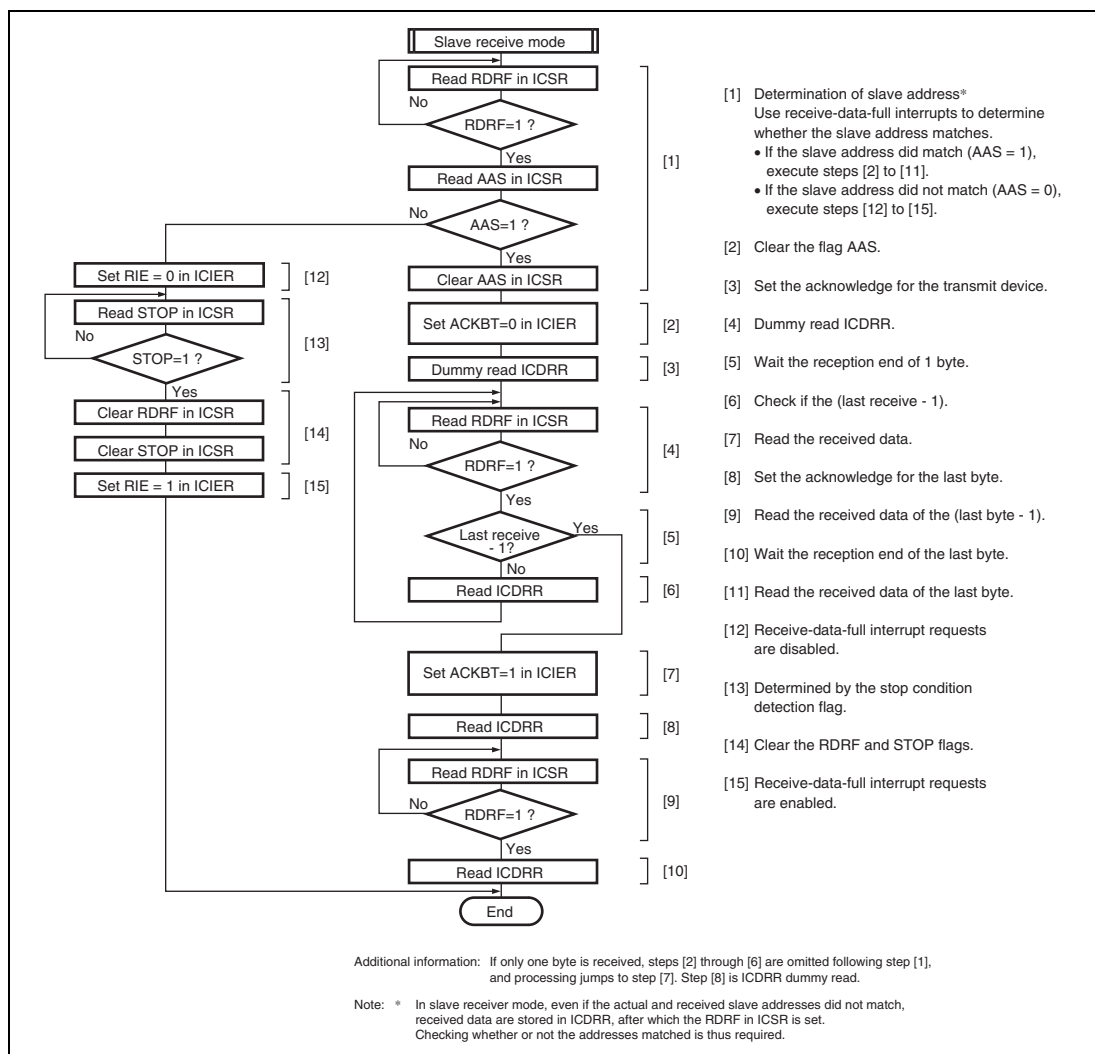 Slave receive mode
Read RDRF in ICSR
No
RDRF=1 ?
Yes
[1]
Read AAS in ICSR
No
AAS=1 ?
Yes
Clear AAS in ICSR
Set RIE = 0 in ICIER
[12]
Read STOP in ICSR
No
STOP=1 ?
[13]
Yes
Clear RDRF in ICSR
[14]
Clear STOP in ICSR
Set RIE = 1 in ICIER
[15]
Set ACKBT=0 in ICIER
[2]
Dummy read ICDRR
[3]
Read RDRF in ICSR
No
RDRF=1 ?
[4]
Yes
Last receive
- 1?
Yes
[5]
No
Read ICDRR
[6]
Set ACKBT=1 in ICIER
[7]
Read ICDRR
[8]
Read RDRF in ICSR
No
RDRF=1 ?
[9]
Yes
Read ICDRR
[10]
End
[1] Determination of slave address*
Use receive-data-full interrupts to determine
whether the slave address matches.
• If the slave address did match (AAS = 1),
execute steps [2] to [11].
• If the slave address did not match (AAS = 0),
execute steps [12] to [15].
[2] Clear the flag AAS.
[3] Set the acknowledge for the transmit device.
[4] Dummy read ICDRR.
[5] Wait the reception end of 1 byte.
[6] Check if the (last receive - 1).
[7] Read the received data.
[8] Set the acknowledge for the last byte.
[9] Read the received data of the (last byte - 1).
[10] Wait the reception end of the last byte.
[11] Read the received data of the last byte.
[12] Receive-data-full interrupt requests
are disabled.
[13] Determined by the stop condition
detection flag.
[14] Clear the RDRF and STOP flags.
[15] Receive-data-full interrupt requests
are enabled.
Additional information: If only one byte is received, steps [2] through [6] are omitted following step [1],
and processing jumps to step [7]. Step [8] is ICDRR dummy read.
Note: * In slave receiver mode, even if the actual and received slave addresses did not match,
received data are stored in ICDRR, after which the RDRF in ICSR is set.
Checking whether or not the addresses matched is thus required.